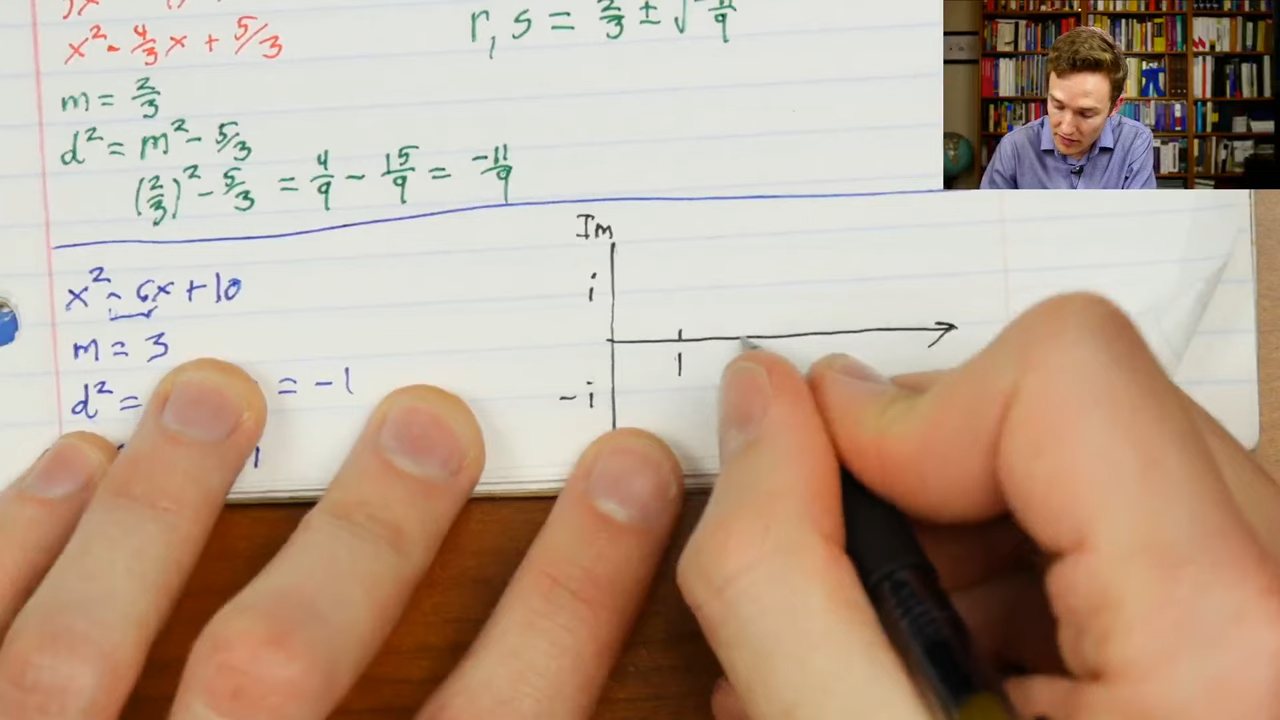 x² - 4/3 x + 5/3
r, s = 2/3 ± √-11/9
m = 2/3
d² = m² - 5/3
(2/3)² - 5/3 = 4/9 - 15/9 = -11/9
Im
x² - 6x + 10
i
m = 3
1
d² = = -1
-i
1